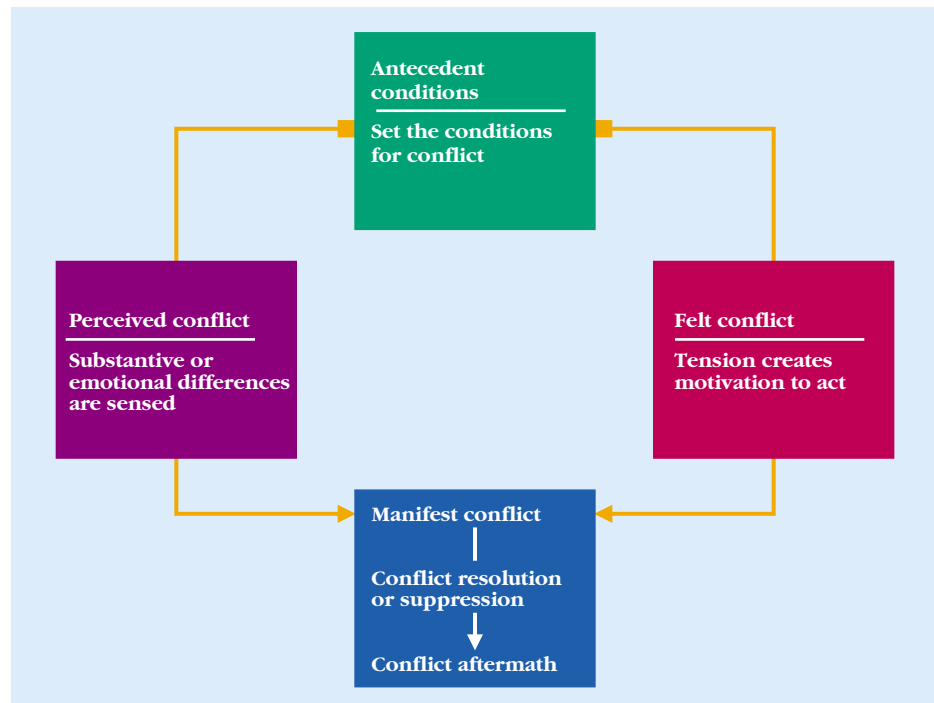 Antecedent
conditions
Set the conditions
for conflict
Perceived conflict
Substantive or
emotional differences
are sensed
Felt conflict
Tension creates
motivation to act
Manifest conflict
Conflict resolution
or suppression
Conflict aftermath